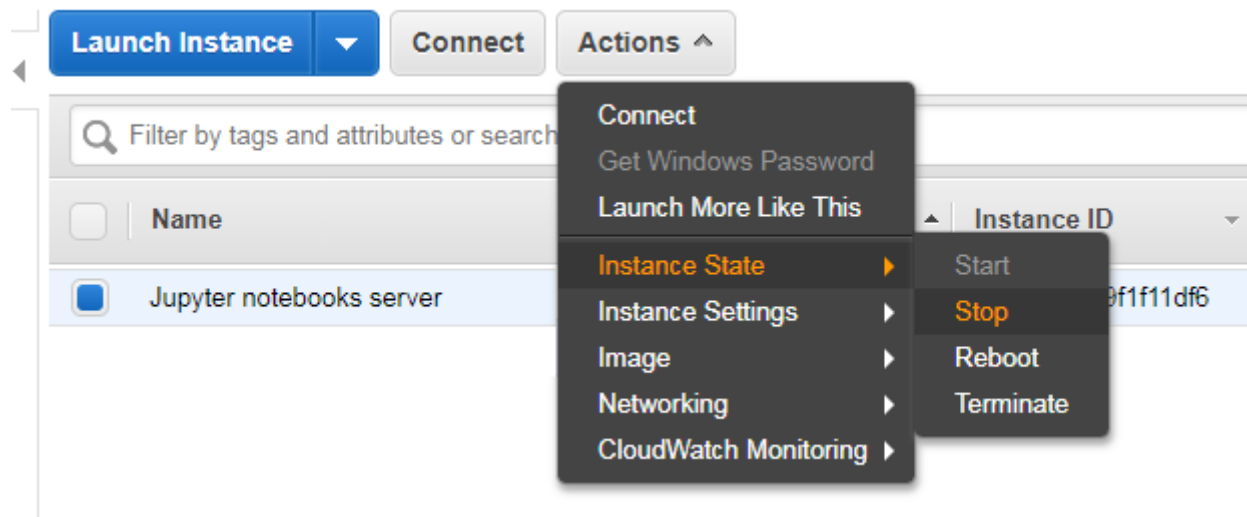 Launch Instance
Connect
Actions
Filter by tags and attributes or search
Name
Instance ID
Jupyter notebooks server
9f1f11df6
Connect
Get Windows Password
Launch More Like This
Instance State
Instance Settings
Image
Networking
CloudWatch Monitoring
Start
Stop
Reboot
Terminate